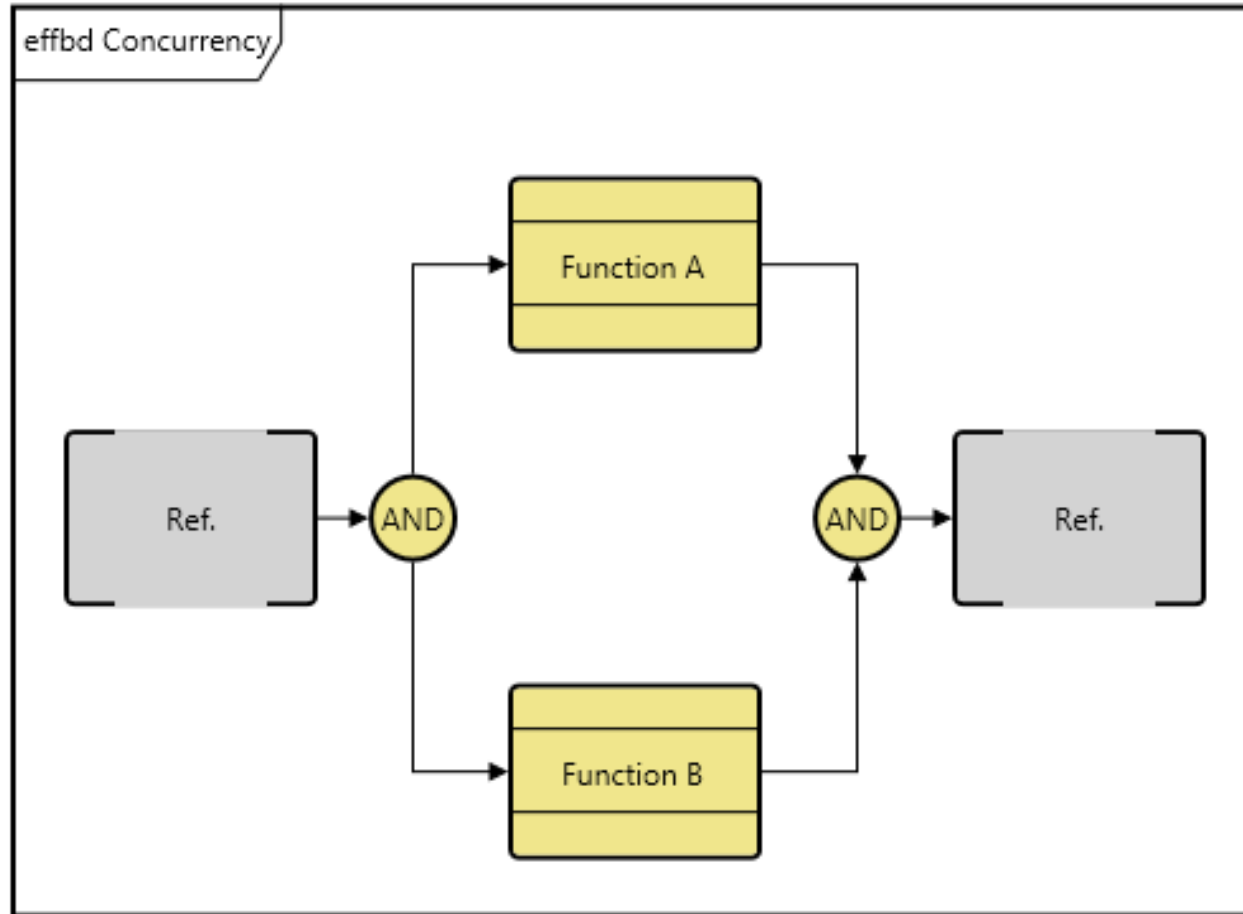 effbd Concurrency
Function A
Ref.
AND
AND
Ref.
Function B